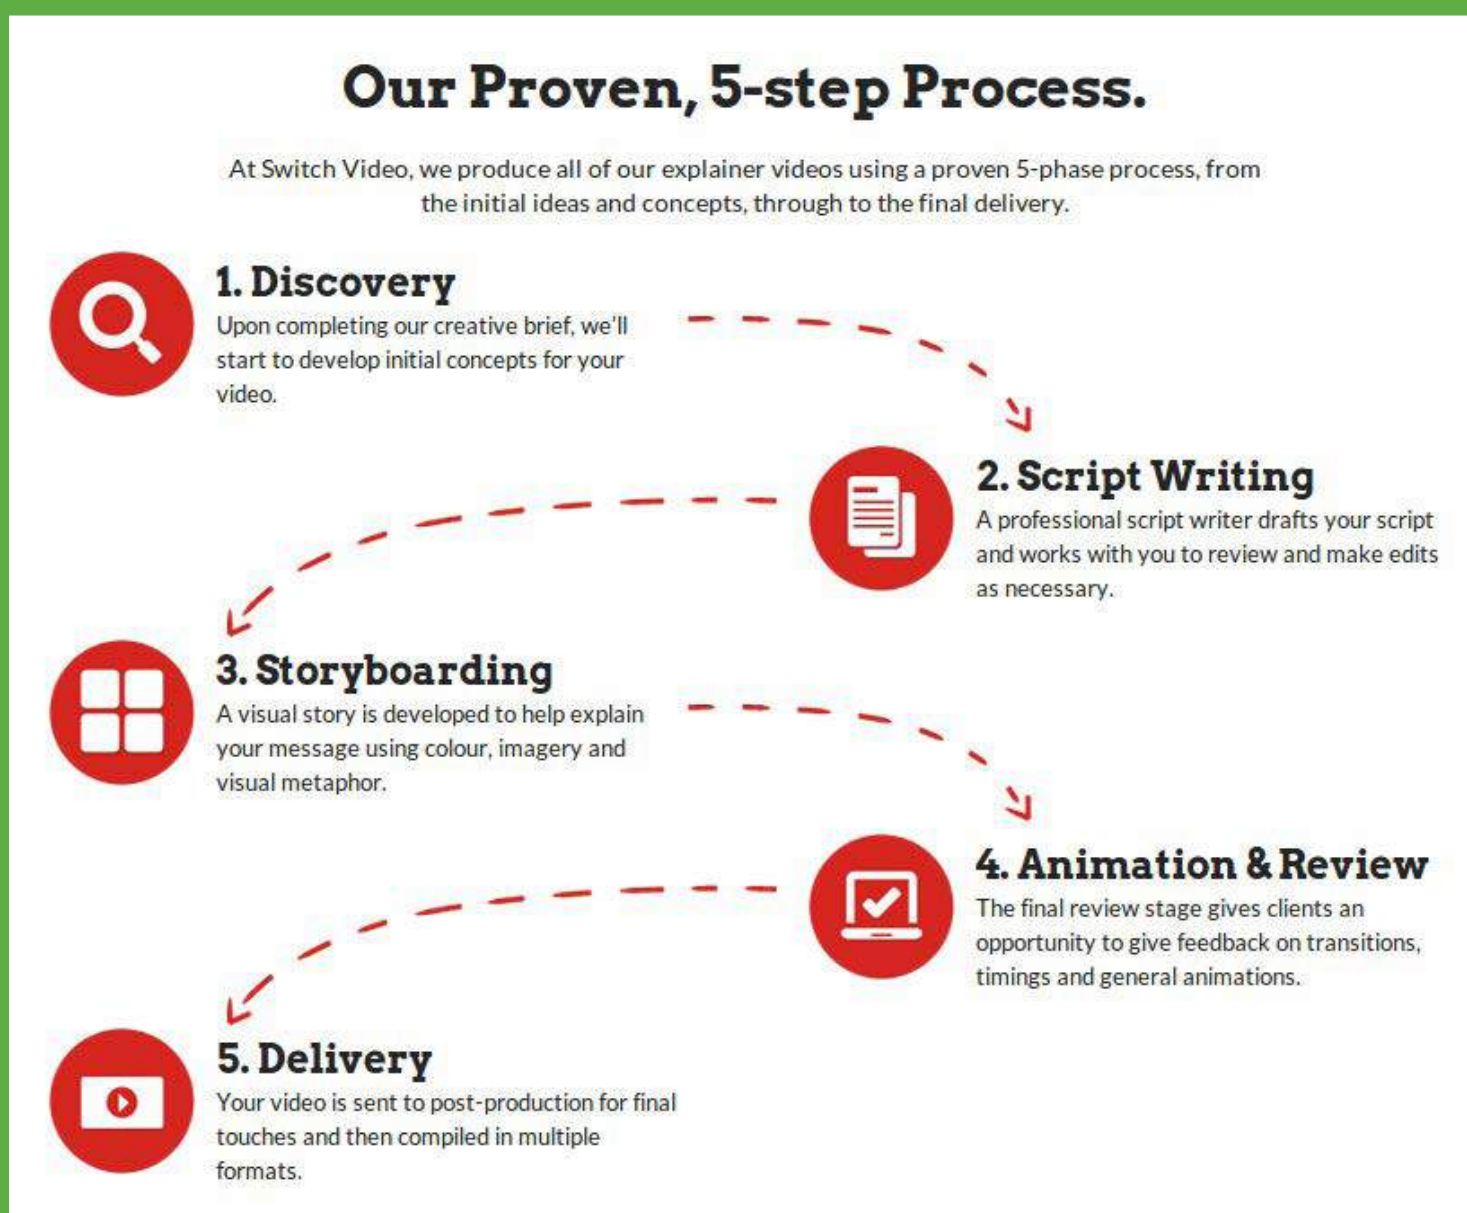 Our Proven, 5-step Process.
At Switch Video, we produce all of our explainer videos using a proven 5-phase process, from
the initial ideas and concepts, through to the final delivery.
1. Discovery
Upon completing our creative brief, we'll
start to develop initial concepts for your
video.
2. Script Writing
A professional script writer drafts your script
and works with you to review and make edits
as necessary.
3. Storyboarding
A visual story is developed to help explain
your message using colour, imagery and
visual metaphor.
4. Animation & Review
The final review stage gives clients an
opportunity to give feedback on transitions,
timings and general animations.
5. Delivery
Your video is sent to post-production for final
touches and then compiled in multiple
formats.